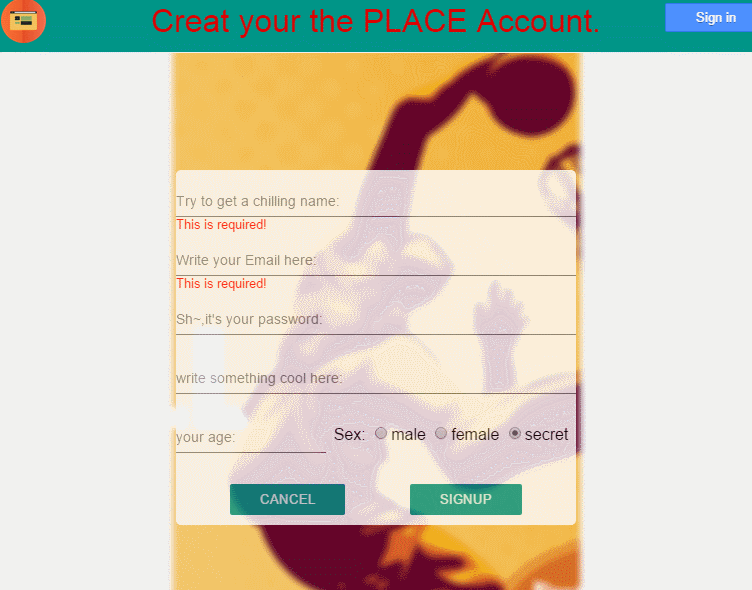 Creat your the PLACE Account.
Sign in
Try to get a chilling name:
This is required!
Write your Email here:
This is required!
Sh~,it's your password:
write something cool here:
your age: Sex: male female secret
CANCEL SIGNUP